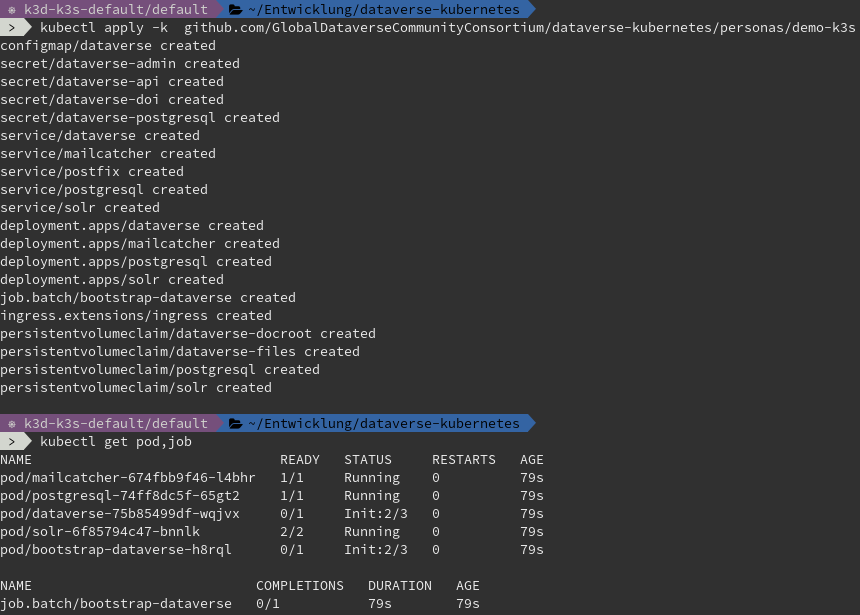 k3d-k3s-default/default ~/Entwicklung/dataverse-kubernetes
> kubectl apply -k  github.com/GlobalDataverseCommunityConsortium/dataverse-kubernetes/personas/demo-k3s
configmap/dataverse created
secret/dataverse-admin created
secret/dataverse-api created
secret/dataverse-doi created
secret/dataverse-postgresql created
service/dataverse created
service/mailcatcher created
service/postfix created
service/postgresql created
service/solr created
deployment.apps/dataverse created
deployment.apps/mailcatcher created
deployment.apps/postgresql created
deployment.apps/solr created
job.batch/bootstrap-dataverse created
ingress.extensions/ingress created
persistentvolumeclaim/dataverse-docroot created
persistentvolumeclaim/dataverse-files created
persistentvolumeclaim/postgresql created
persistentvolumeclaim/solr created
k3d-k3s-default/default ~/Entwicklung/dataverse-kubernetes
> kubectl get pod,job
NAME READY STATUS RESTARTS AGE
pod/mailcatcher-674fbb9f46-l4bhr 1/1 Running 0 79s
pod/postgresql-74ff8dc5f-65gt2 1/1 Running 0 79s
pod/dataverse-75b85499df-wqjvx 0/1 Init:2/3 0 79s
pod/solr-6f85794c47-bnnlk 2/2 Running 0 79s
pod/bootstrap-dataverse-h8rql 0/1 Init:2/3 0 79s
NAME COMPLETIONS DURATION AGE
job.batch/bootstrap-dataverse 0/1 79s 79s